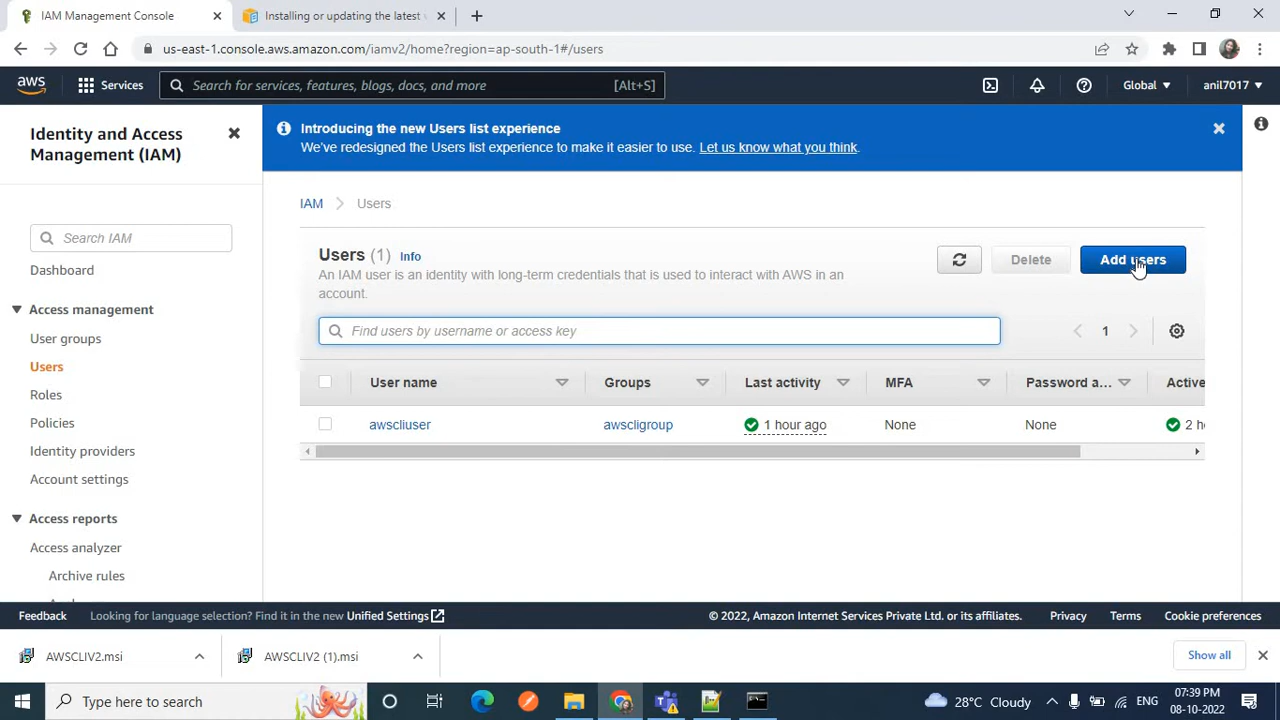 IAM Management Console
Installing or updating the latest v
us-east-1.console.aws.amazon.com/iamv2/home?region=ap-south-1#/users
aws
Services
Search for services, features, blogs, docs, and more
[Alt+S]
Global
anil7017
Identity and Access
Management (IAM)
Search IAM
Dashboard
Access management
User groups
Users
Roles
Policies
Identity providers
Account settings
Access reports
Access analyzer
Archive rules
Introducing the new Users list experience
We've redesigned the Users list experience to make it easier to use. Let us know what you think.
IAM
Users
Users (1) Info
An IAM user is an identity with long-term credentials that is used to interact with AWS in an
account.
Delete
Add users
Find users by username or access key
1
User name
Groups
Last activity
MFA
Password a...
Active
awscliuser
awscligroup
1 hour ago
None
None
2 h
Feedback
Looking for language selection? Find it in the new Unified Settings
© 2022, Amazon Internet Services Private Ltd. or its affiliates.
Privacy
Terms
Cookie preferences
AWSCLIV2.msi
AWSCLIV2 (1).msi
Show all
Type here to search
28°C Cloudy
ENG
07:39 PM
08-10-2022